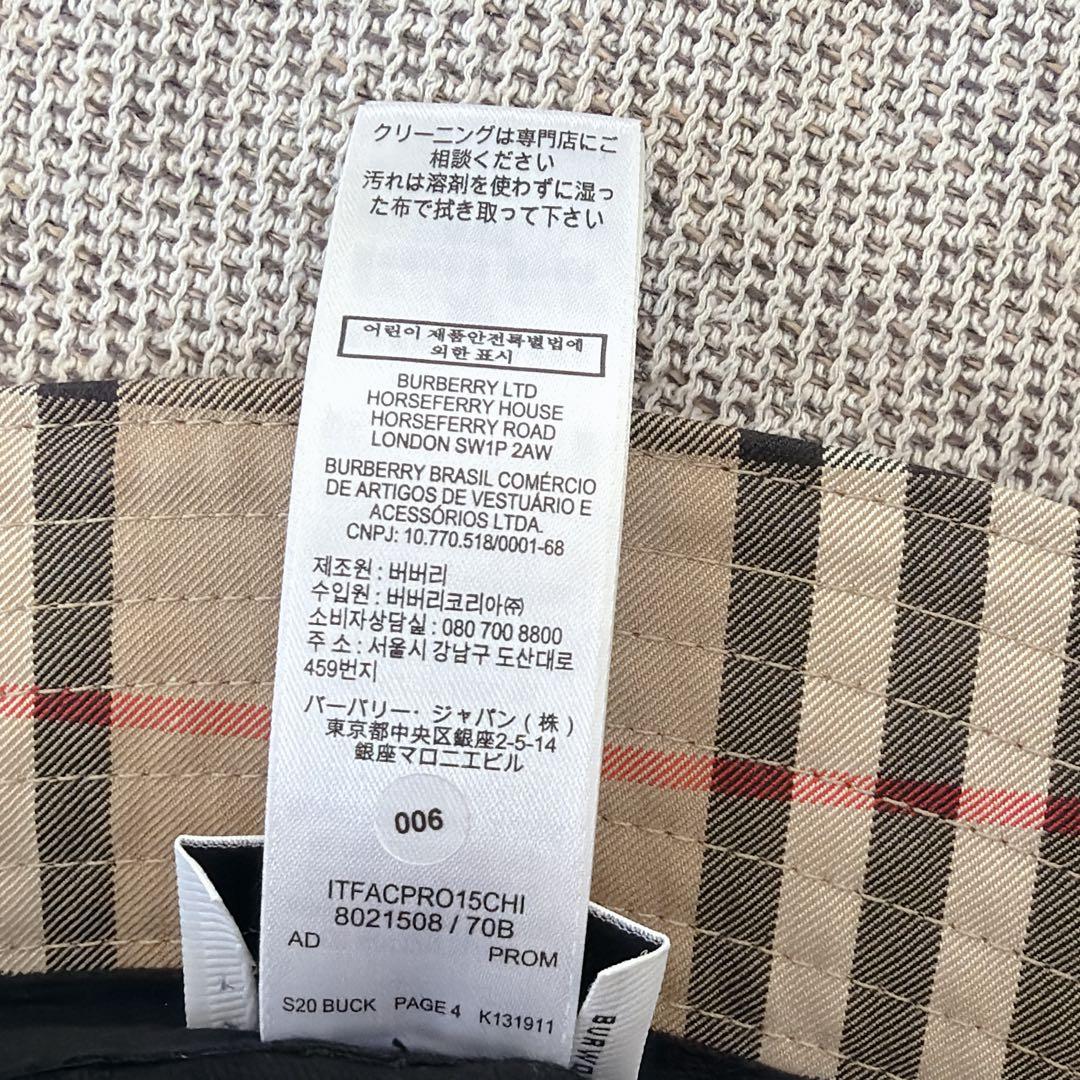 クリーニングは専門店にご
相談ください
汚れは溶剤を使わずに湿っ
た布で拭き取って下さい
어린이 제품안전특별법에
의한 표시
BURBERRY LTD
HORSEFERRY HOUSE
HORSEFERRY ROAD
LONDON SW1P 2AW
BURBERRY BRASIL COMÉRCIO
DE ARTIGOS DE VESTUÁRIO E
ACESSÓRIOS LTDA.
CNPJ: 10.770.518/0001-68
제조원 : 버버리
수입원 : 버버리코리아㈜
소비자상담실 : 080 700 8800
주 소 : 서울시 강남구 도산대로
459번지
バーバリー・ジャパン(株)
東京都中央区銀座2-5-14
銀座マロニエビル
006
ITFACPRO15CHI
8021508 / 70B
AD PROM
S20 BUCK PAGE 4 K131911